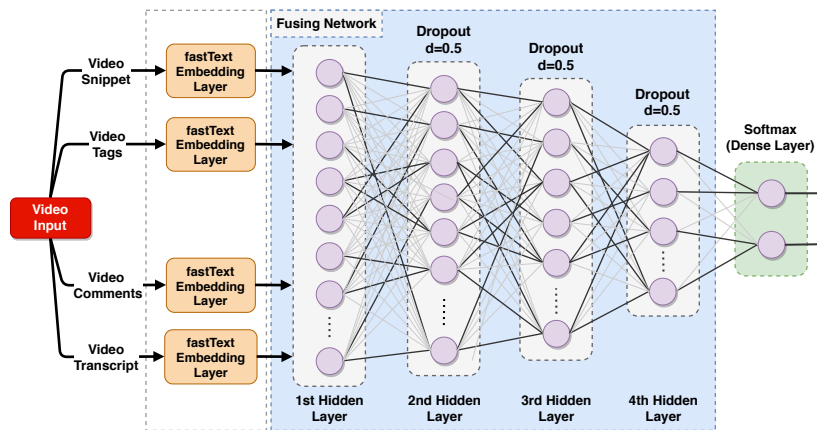 Fusing Network
Video
Snippet
fastText
Embedding
Layer
Dropout
d=0.5
Dropout
d=0.5
Dropout
d=0.5
Video
Tags
fastText
Embedding
Layer
Softmax
(Dense Layer)
Video
Input
Video
Comments
fastText
Embedding
Layer
Video
Transcript
fastText
Embedding
Layer
1st Hidden
Layer
2nd Hidden
Layer
3rd Hidden
Layer
4th Hidden
Layer